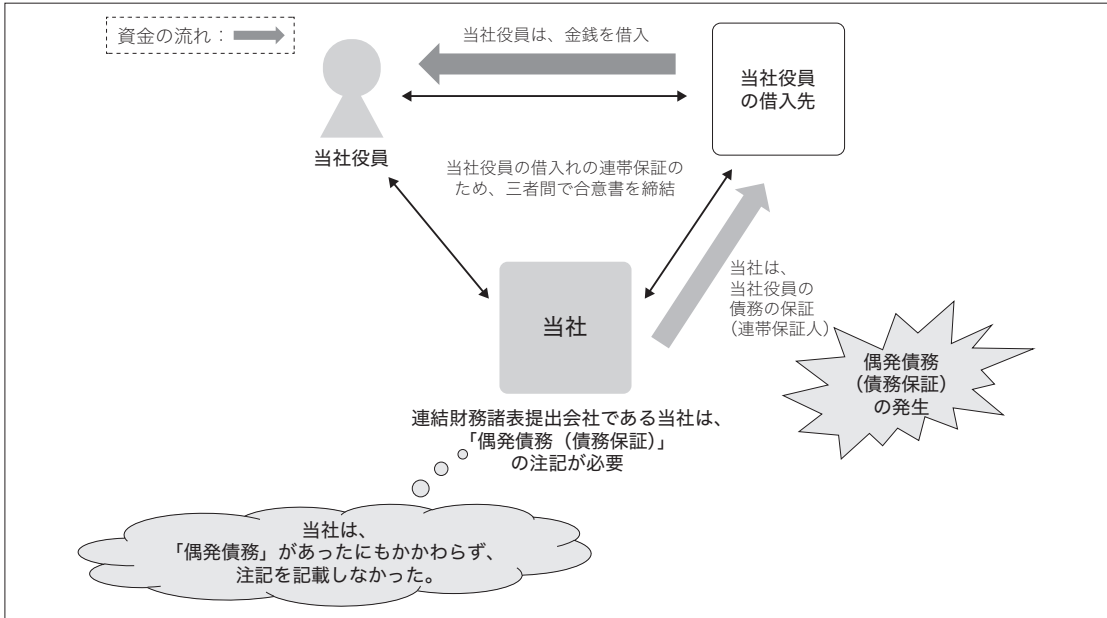 資金の流れ：
当社役員は、金銭を借入
当社役員
の借入先
当社役員
当社役員の借入れの連帯保証の
ため、三者間で合意書を締結
当社は、
当社役員の
債務の保証
（連帯保証人）
当社
偶発債務
（債務保証）
の発生
連結財務諸表提出会社である当社は、
「偶発債務（債務保証）」
の注記が必要
当社は、
「偶発債務」があったにもかかわらず、
注記を記載しなかった。